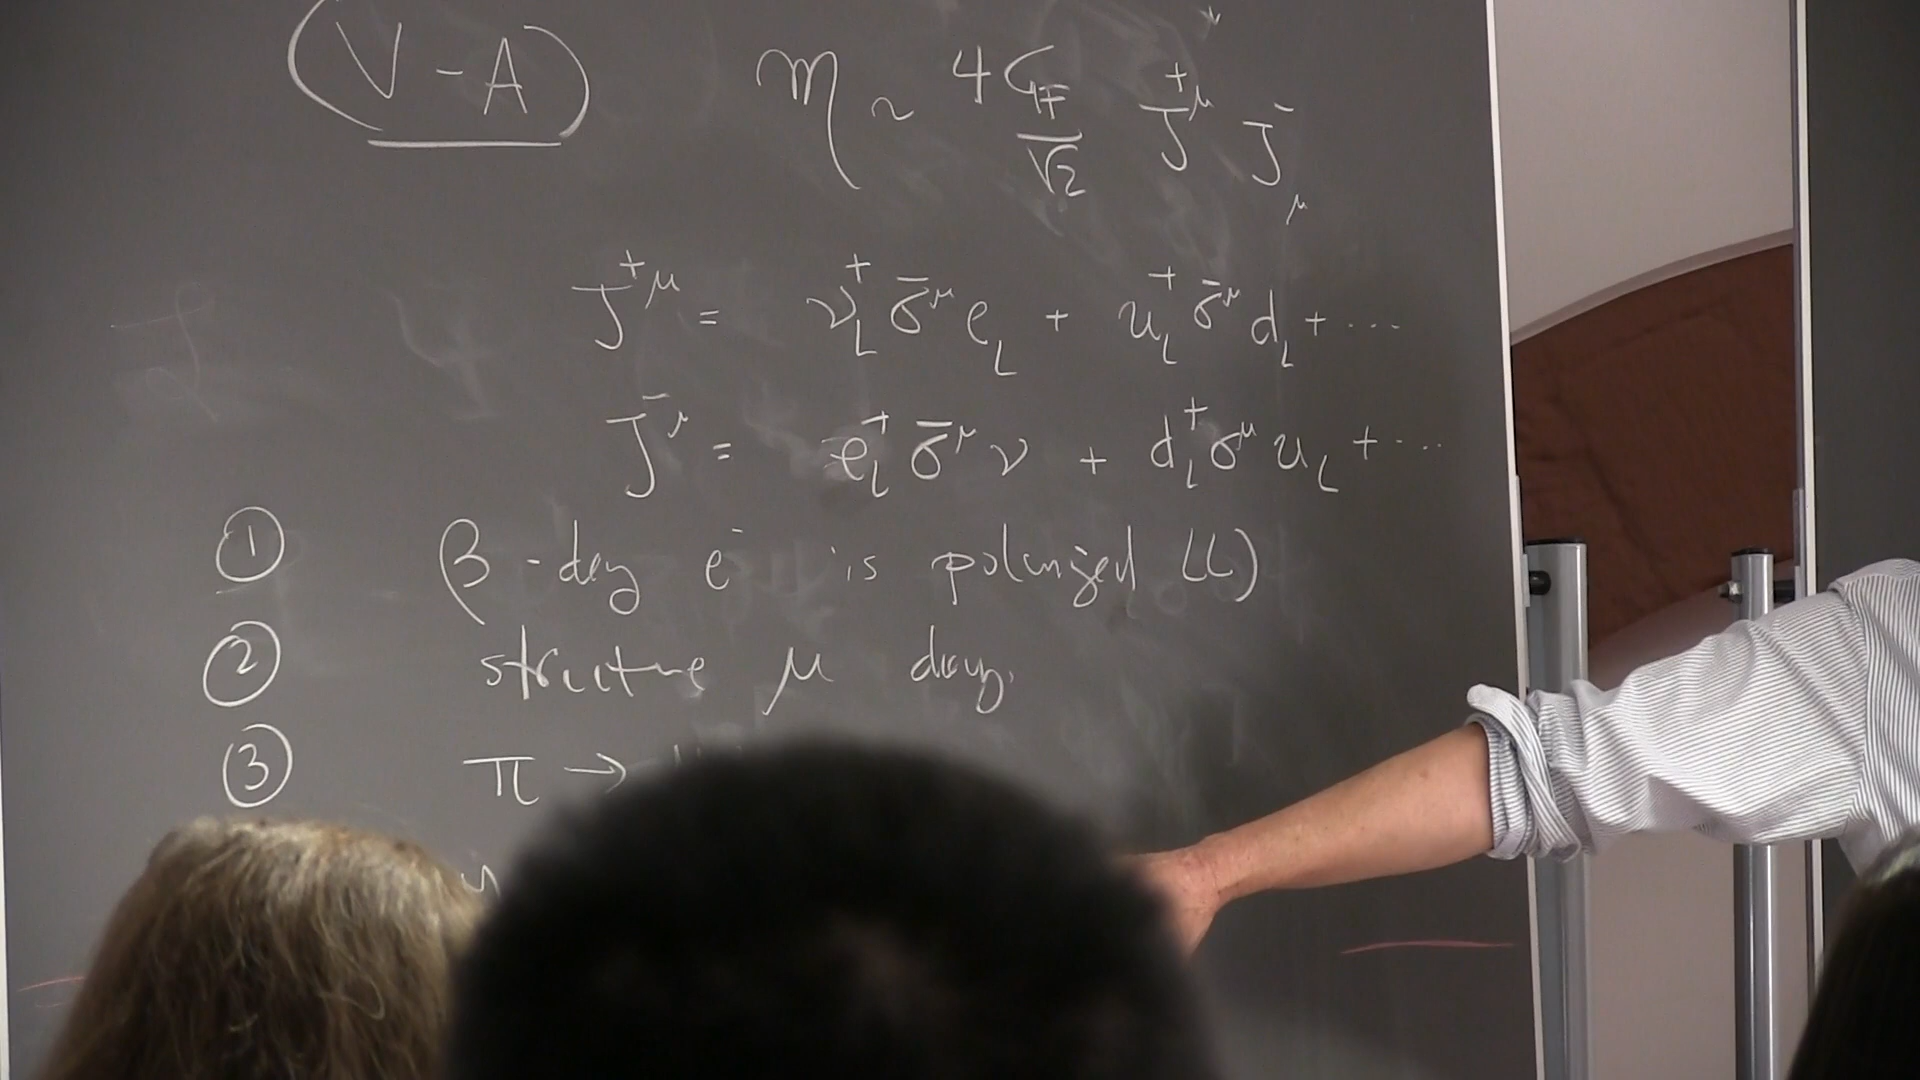 (V - A) M ~ 4G_F/√2 J^{+μ} J^-_μ
J^{+μ} = ν_L^+ σ̄^μ e_L + u_L^+ σ̄^μ d_L + ...
J^{-μ} = e_L^+ σ̄^μ ν + d_L^+ σ^μ u_L + ...
① β-decay e^- is polarized (L)
② structure μ decay.
③ π →